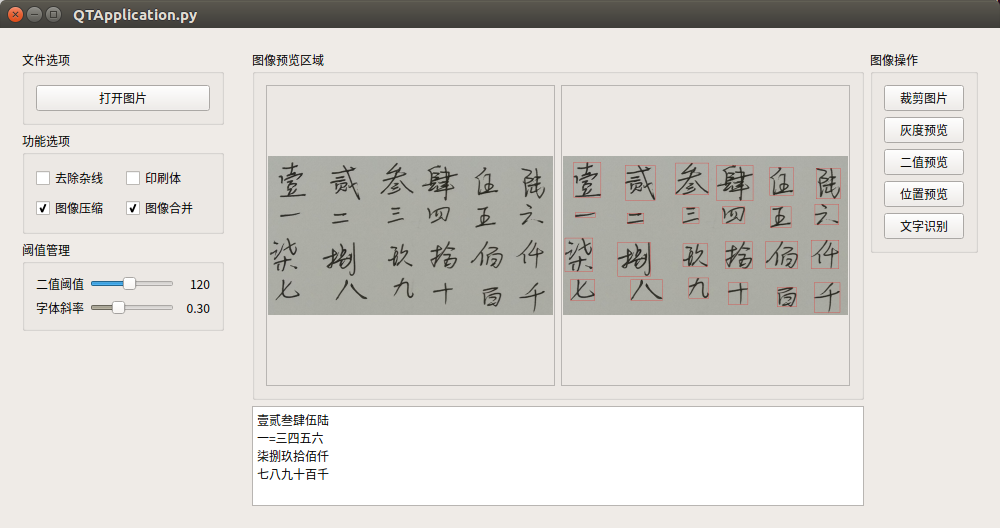 QTApplication.py
文件选项
打开图片
功能选项
去除杂线 印刷体
图像压缩 图像合并
阈值管理
二值阈值 120
字体斜率 0.30
图像预览区域
壹贰叁肆伍陆
一二三四五六
柒捌玖拾佰仟
七八九十百千
壹贰叁肆伍陆
一二三四五六
柒捌玖拾佰仟
七八九十百千
壹贰叁肆伍陆
一=三四五六
柒捌玖拾佰仟
七八九十百千
图像操作
裁剪图片
灰度预览
二值预览
位置预览
文字识别